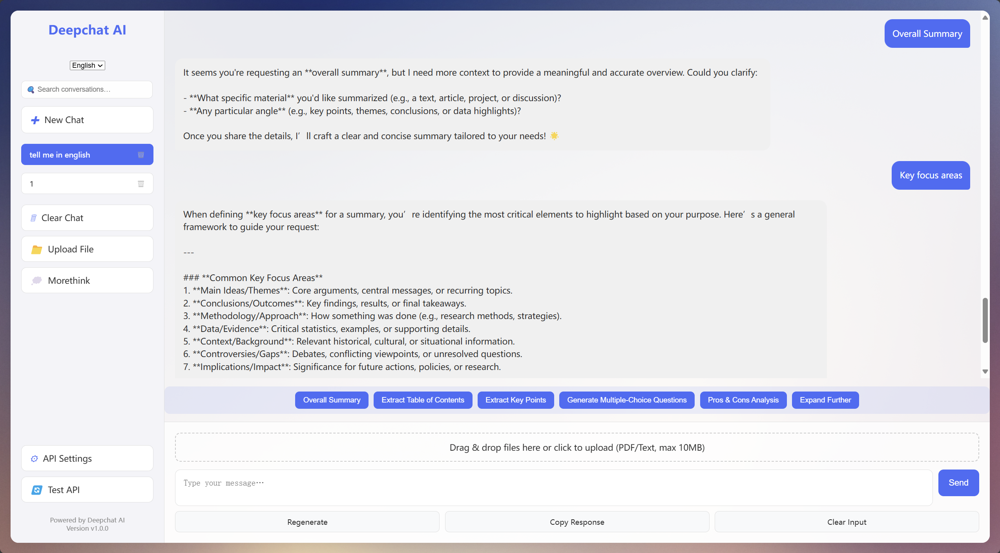 Deepchat AI
English
Search conversations…
New Chat
tell me in english
1
Clear Chat
Upload File
Morethink
API Settings
Test API
Powered by Deepchat AI
Version v1.0.0
Overall Summary
It seems you're requesting an **overall summary**, but I need more context to provide a meaningful and accurate overview. Could you clarify:
- **What specific material** you'd like summarized (e.g., a text, article, project, or discussion)?
- **Any particular angle** (e.g., key points, themes, conclusions, or data highlights)?
Once you share the details, I’ll craft a clear and concise summary tailored to your needs! 🌟
Key focus areas
When defining **key focus areas** for a summary, you’re identifying the most critical elements to highlight based on your purpose. Here’s a general
framework to guide your request:
---
### **Common Key Focus Areas**
1. **Main Ideas/Themes**: Core arguments, central messages, or recurring topics.
2. **Conclusions/Outcomes**: Key findings, results, or final takeaways.
3. **Methodology/Approach**: How something was done (e.g., research methods, strategies).
4. **Data/Evidence**: Critical statistics, examples, or supporting details.
5. **Context/Background**: Relevant historical, cultural, or situational information.
6. **Controversies/Gaps**: Debates, conflicting viewpoints, or unresolved questions.
7. **Implications/Impact**: Significance for future actions, policies, or research.
Overall Summary
Extract Table of Contents
Extract Key Points
Generate Multiple-Choice Questions
Pros & Cons Analysis
Expand Further
Drag & drop files here or click to upload (PDF/Text, max 10MB)
Type your message…
Send
Regenerate
Copy Response
Clear Input